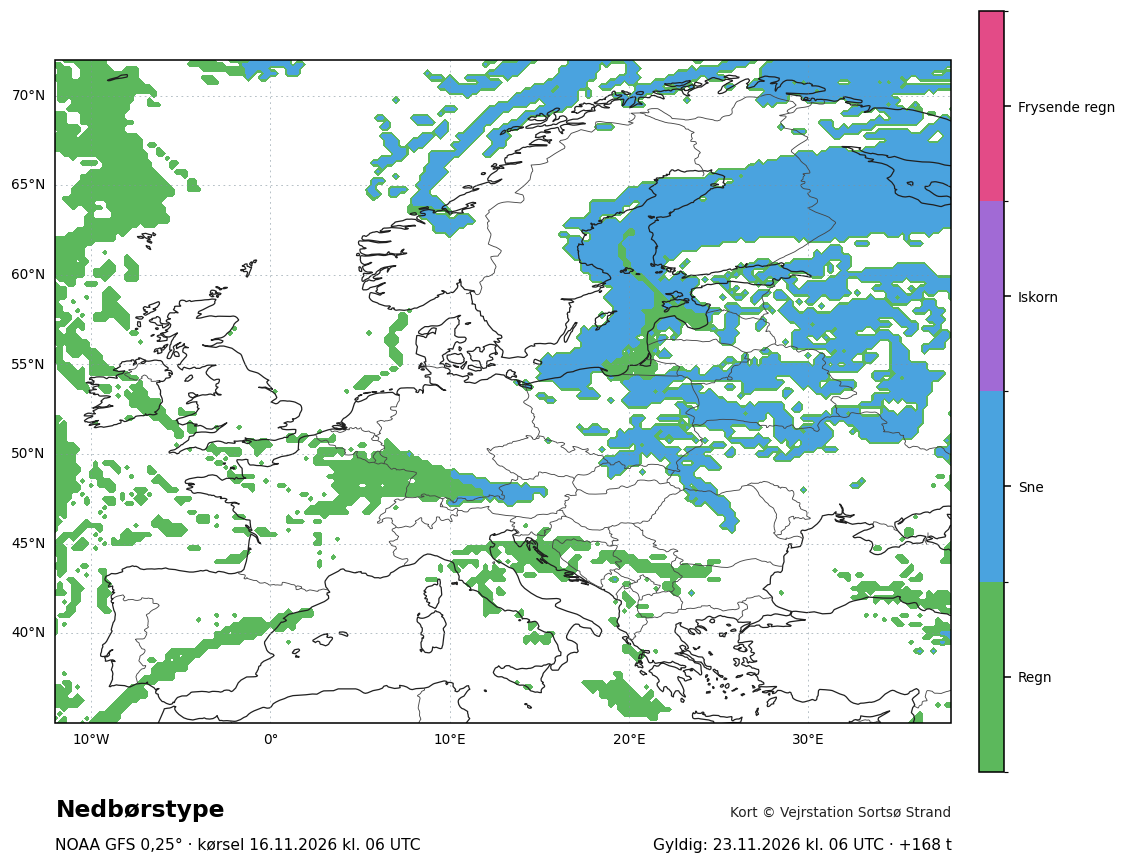 Frysende regn
Iskorn
Sne
Regn
70°N
65°N
60°N
55°N
50°N
45°N
40°N
10°W
0°
10°E
20°E
30°E
Nedbørstype
Kort © Vejrstation Sortsø Strand
NOAA GFS 0,25° · kørsel 16.11.2026 kl. 06 UTC
Gyldig: 23.11.2026 kl. 06 UTC · +168 t